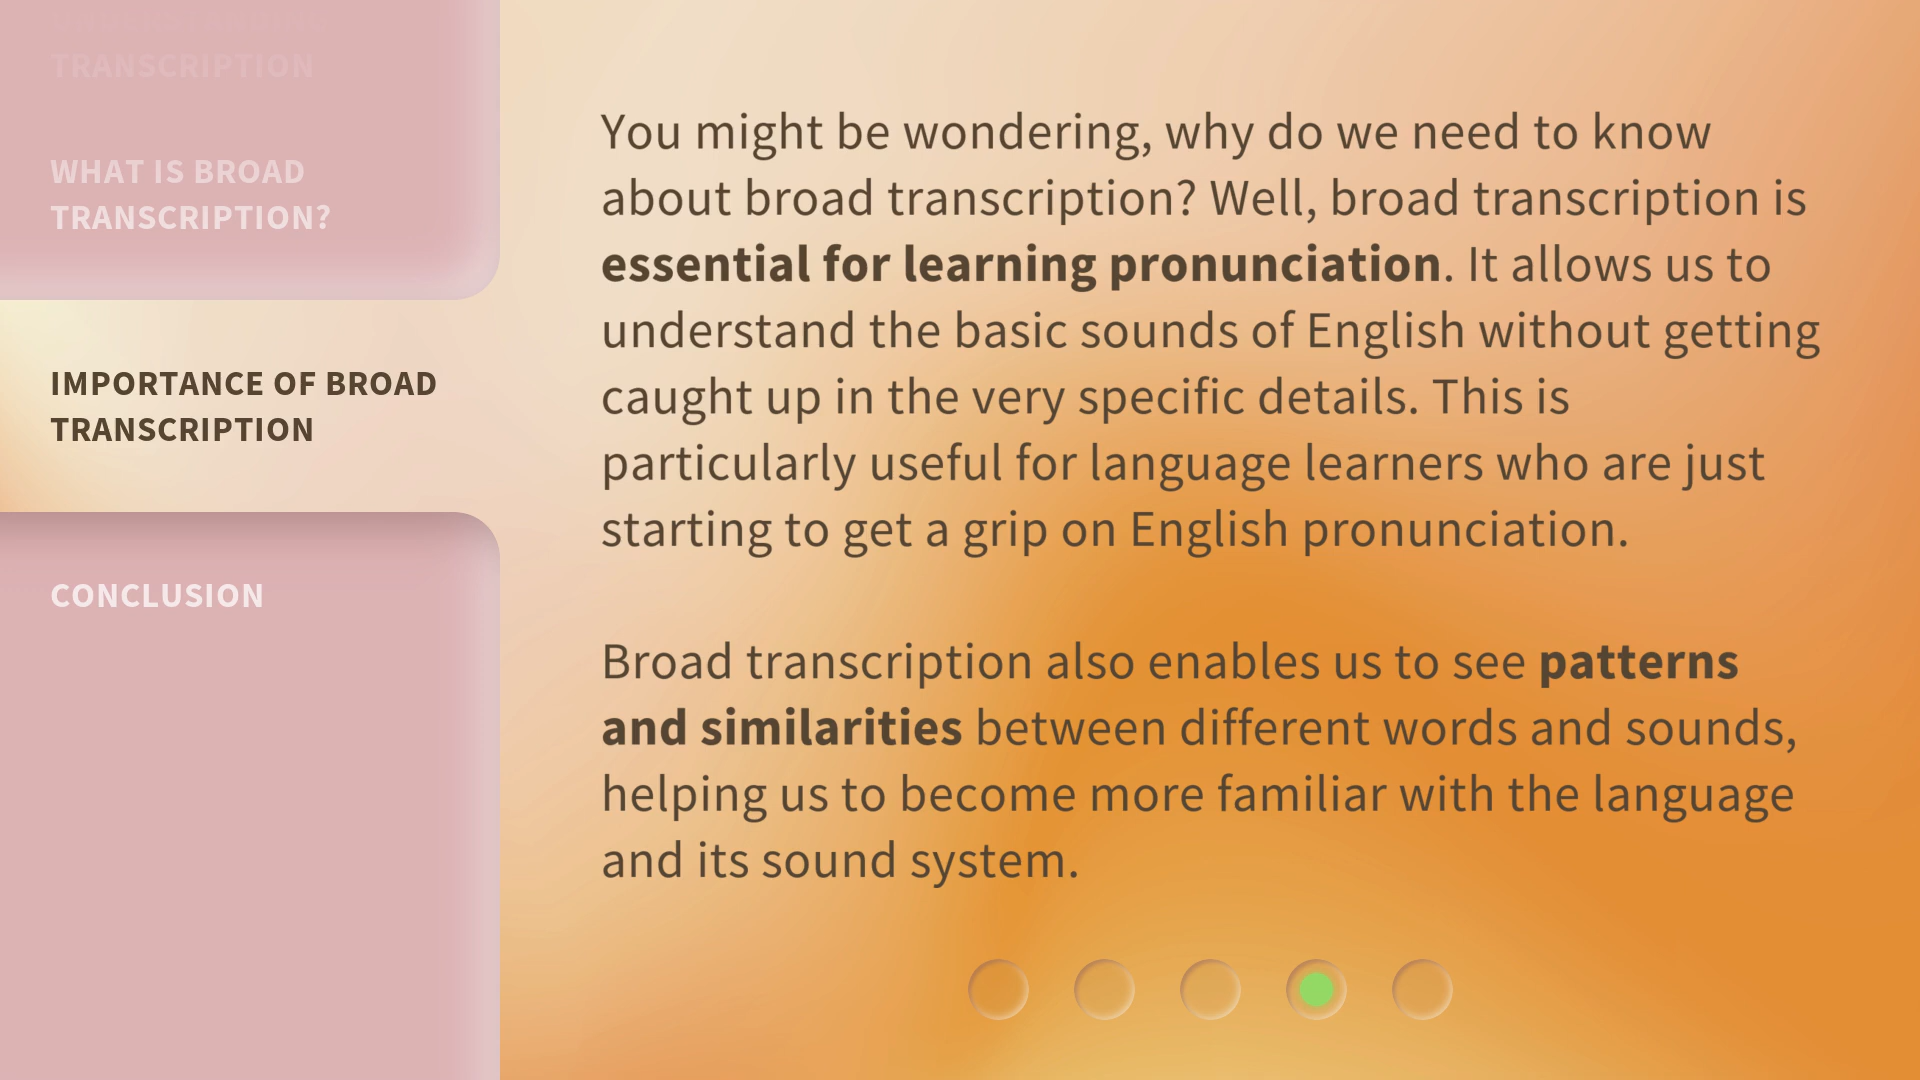 TRANSCRIPTION
WHAT IS BROAD
TRANSCRIPTION?
IMPORTANCE OF BROAD
TRANSCRIPTION
CONCLUSION
You might be wondering, why do we need to know
about broad transcription? Well, broad transcription is
essential for learning pronunciation. It allows us to
understand the basic sounds of English without getting
caught up in the very specific details. This is
particularly useful for language learners who are just
starting to get a grip on English pronunciation.
Broad transcription also enables us to see patterns
and similarities between different words and sounds,
helping us to become more familiar with the language
and its sound system.